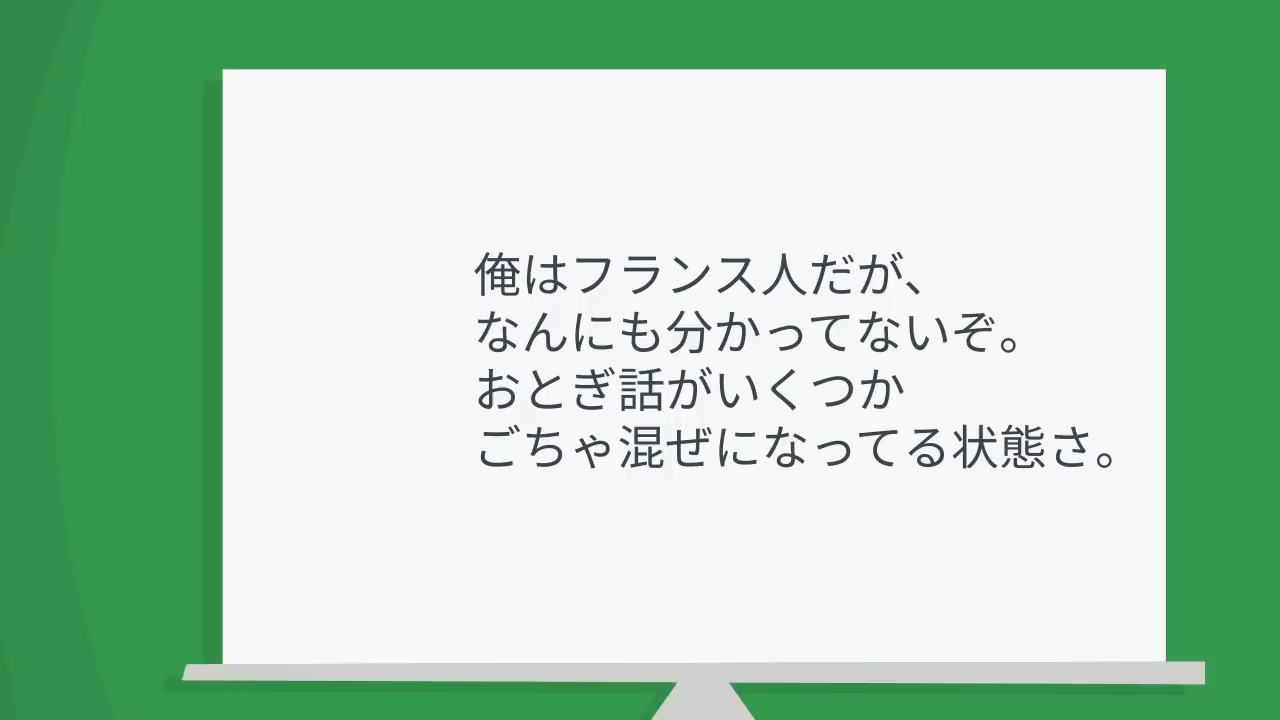 俺はフランス人だが、
なんにも分かってないぞ。
おとぎ話がいくつか
ごちゃ混ぜになってる状態さ。